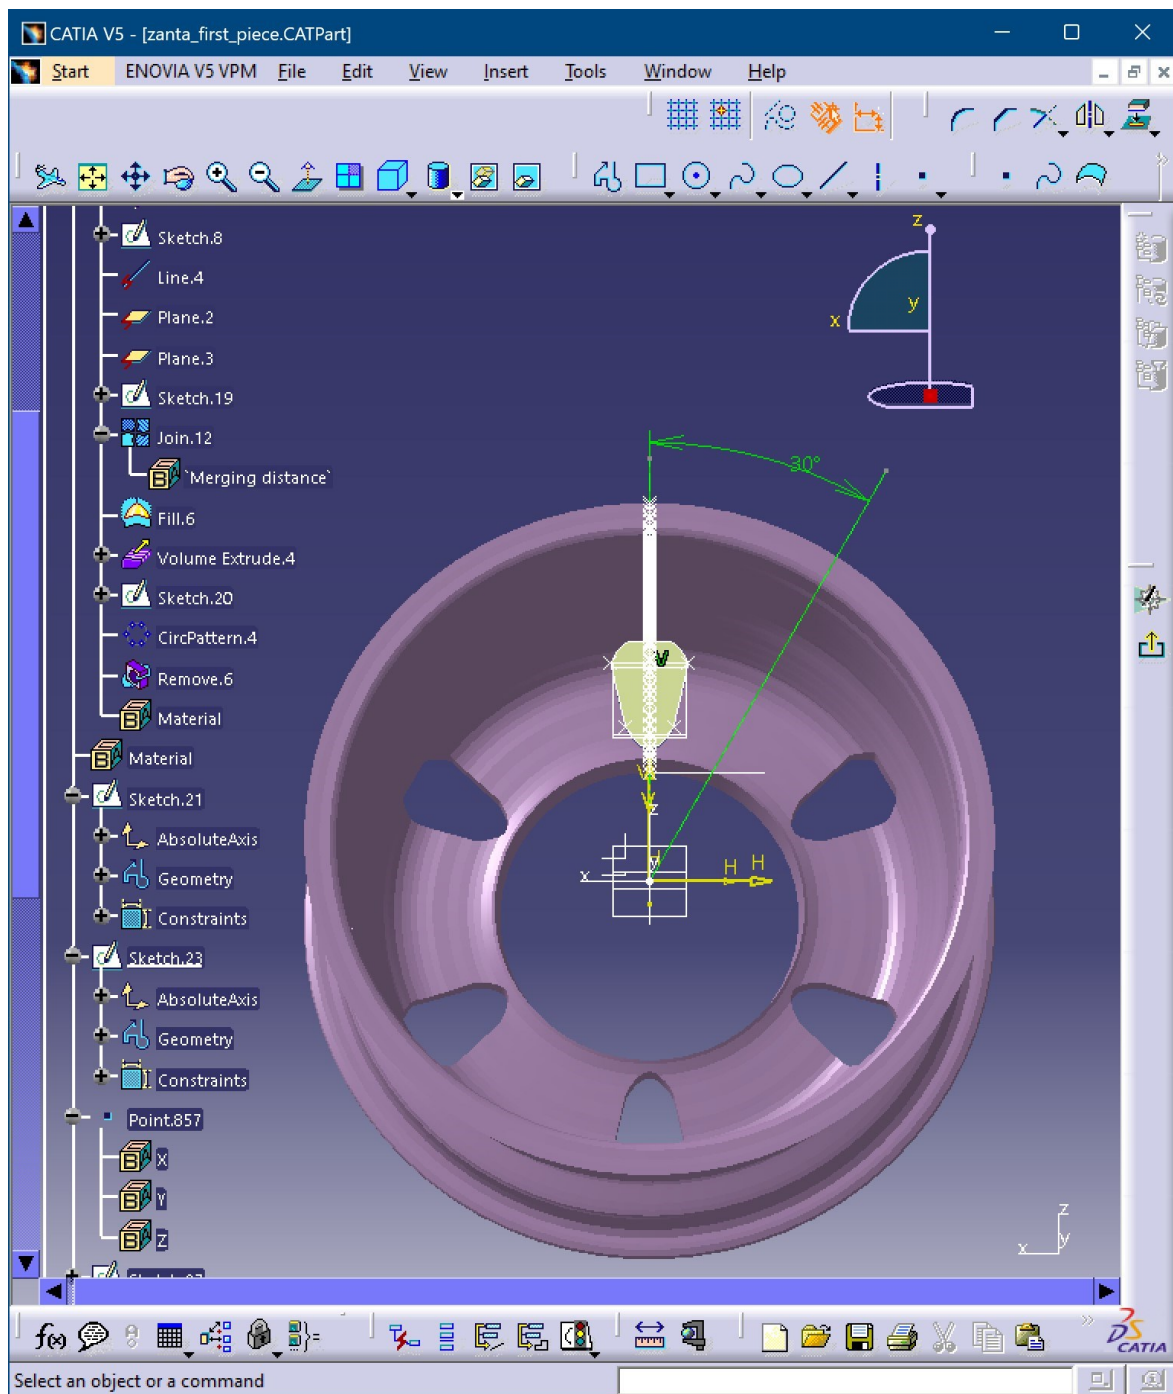 CATIA V5 - [zanta_first_piece.CATPart]
Start ENOVIA V5 VPM File Edit View Insert Tools Window Help
Sketch.8
Line.4
Plane.2
Plane.3
Sketch.19
Join.12
`Merging distance`
Fill.6
Volume Extrude.4
Sketch.20
CircPattern.4
Remove.6
Material
Material
Sketch.21
AbsoluteAxis
Geometry
Constraints
Sketch.23
AbsoluteAxis
Geometry
Constraints
Point.857
X
Y
Z
z
y
x
30°
V
z
y
x
H H
z
x y
f(x)
CATIA
Select an object or a command